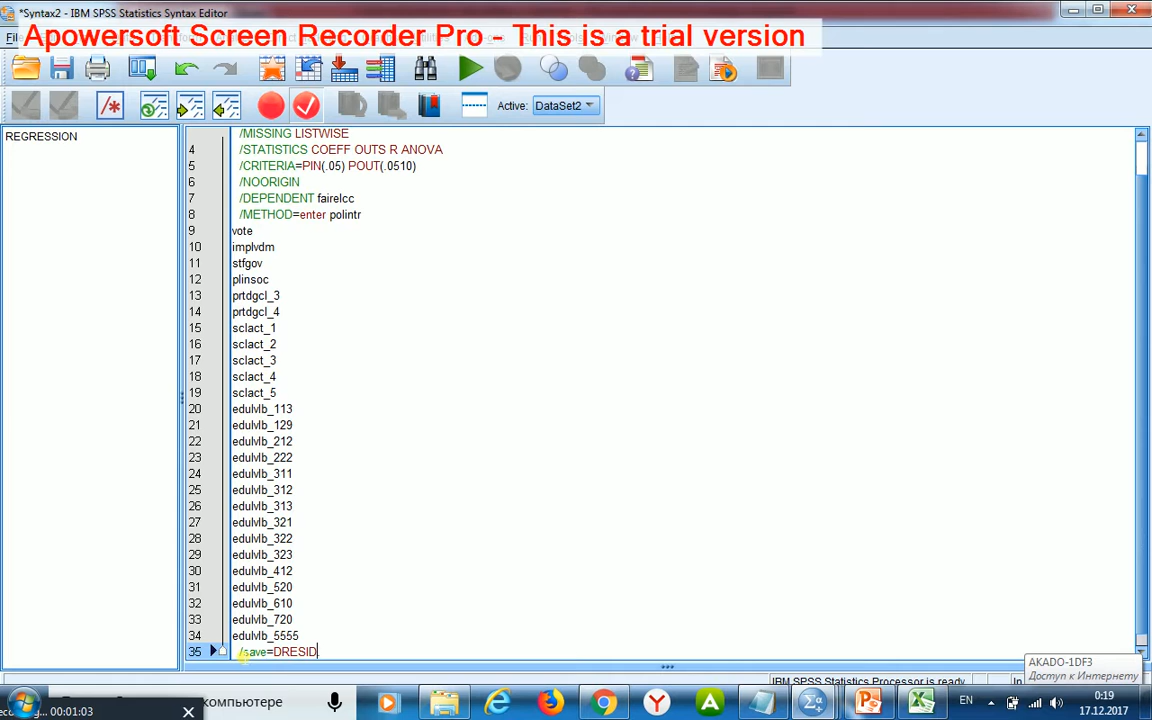 *Syntax2 - IBM SPSS Statistics Syntax Editor
Apowersoft Screen Recorder Pro - This is a trial version
Active: DataSet2
REGRESSION
/MISSING LISTWISE
4 /STATISTICS COEFF OUTS R ANOVA
5 /CRITERIA=PIN(.05) POUT(.0510)
6 /NOORIGIN
7 /DEPENDENT fairelcc
8 /METHOD=enter polintr
9 vote
10 implvdm
11 stfgov
12 plinsoc
13 prtdgcl_3
14 prtdgcl_4
15 sclact_1
16 sclact_2
17 sclact_3
18 sclact_4
19 sclact_5
20 edulvlb_113
21 edulvlb_129
22 edulvlb_212
23 edulvlb_222
24 edulvlb_311
25 edulvlb_312
26 edulvlb_313
27 edulvlb_321
28 edulvlb_322
29 edulvlb_323
30 edulvlb_412
31 edulvlb_520
32 edulvlb_610
33 edulvlb_720
34 edulvlb_5555
35 /save=DRESID.
AKADO-1DF3
Доступ к Интернету
IBM SPSS Statistics Processor is ready
In
компьютере
EN
0:19
17.12.2017
00:01:03